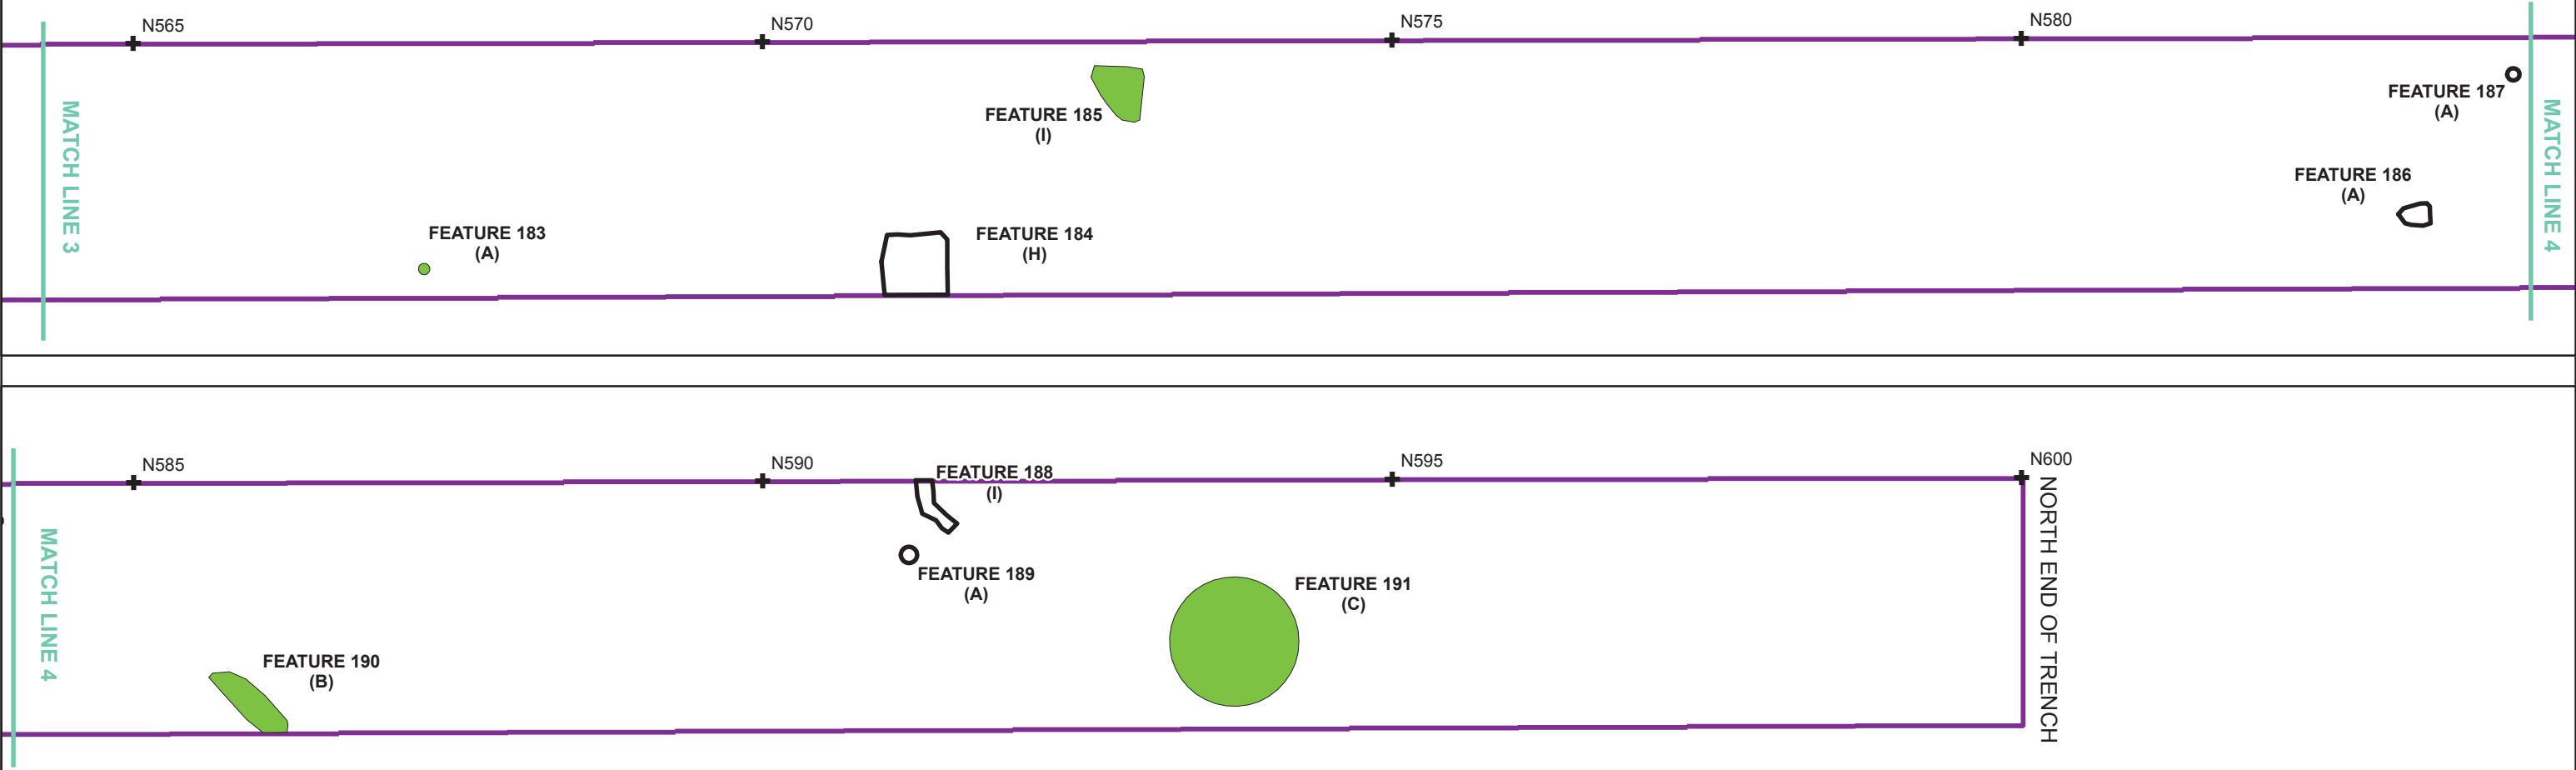 N565
N570
N575
N580
MATCH LINE 3
FEATURE 183
(A)
FEATURE 184
(H)
FEATURE 185
(I)
FEATURE 186
(A)
FEATURE 187
(A)
MATCH LINE 4
N585
N590
N595
N600
MATCH LINE 4
FEATURE 190
(B)
FEATURE 188
(I)
FEATURE 189
(A)
FEATURE 191
(C)
NORTH END OF TRENCH